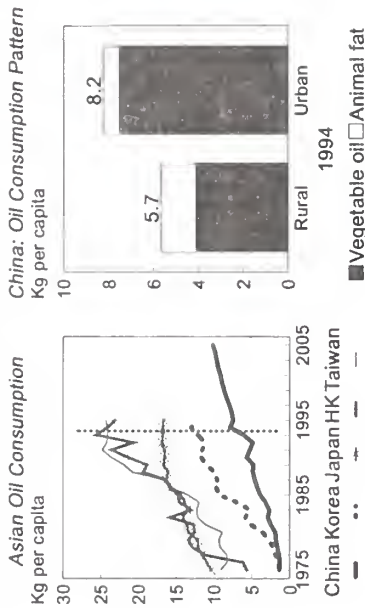 Asian Oil Consumption
Kg per capita
30
25
20
15
10
5
0
1975
1985
1995
2005
China Korea Japan HK Taiwan
China: Oil Consumption Pattern
Kg per capita
10
8
6
4
2
0
5.7
8.2
Rural
Urban
1994
Vegetable oil Animal fat